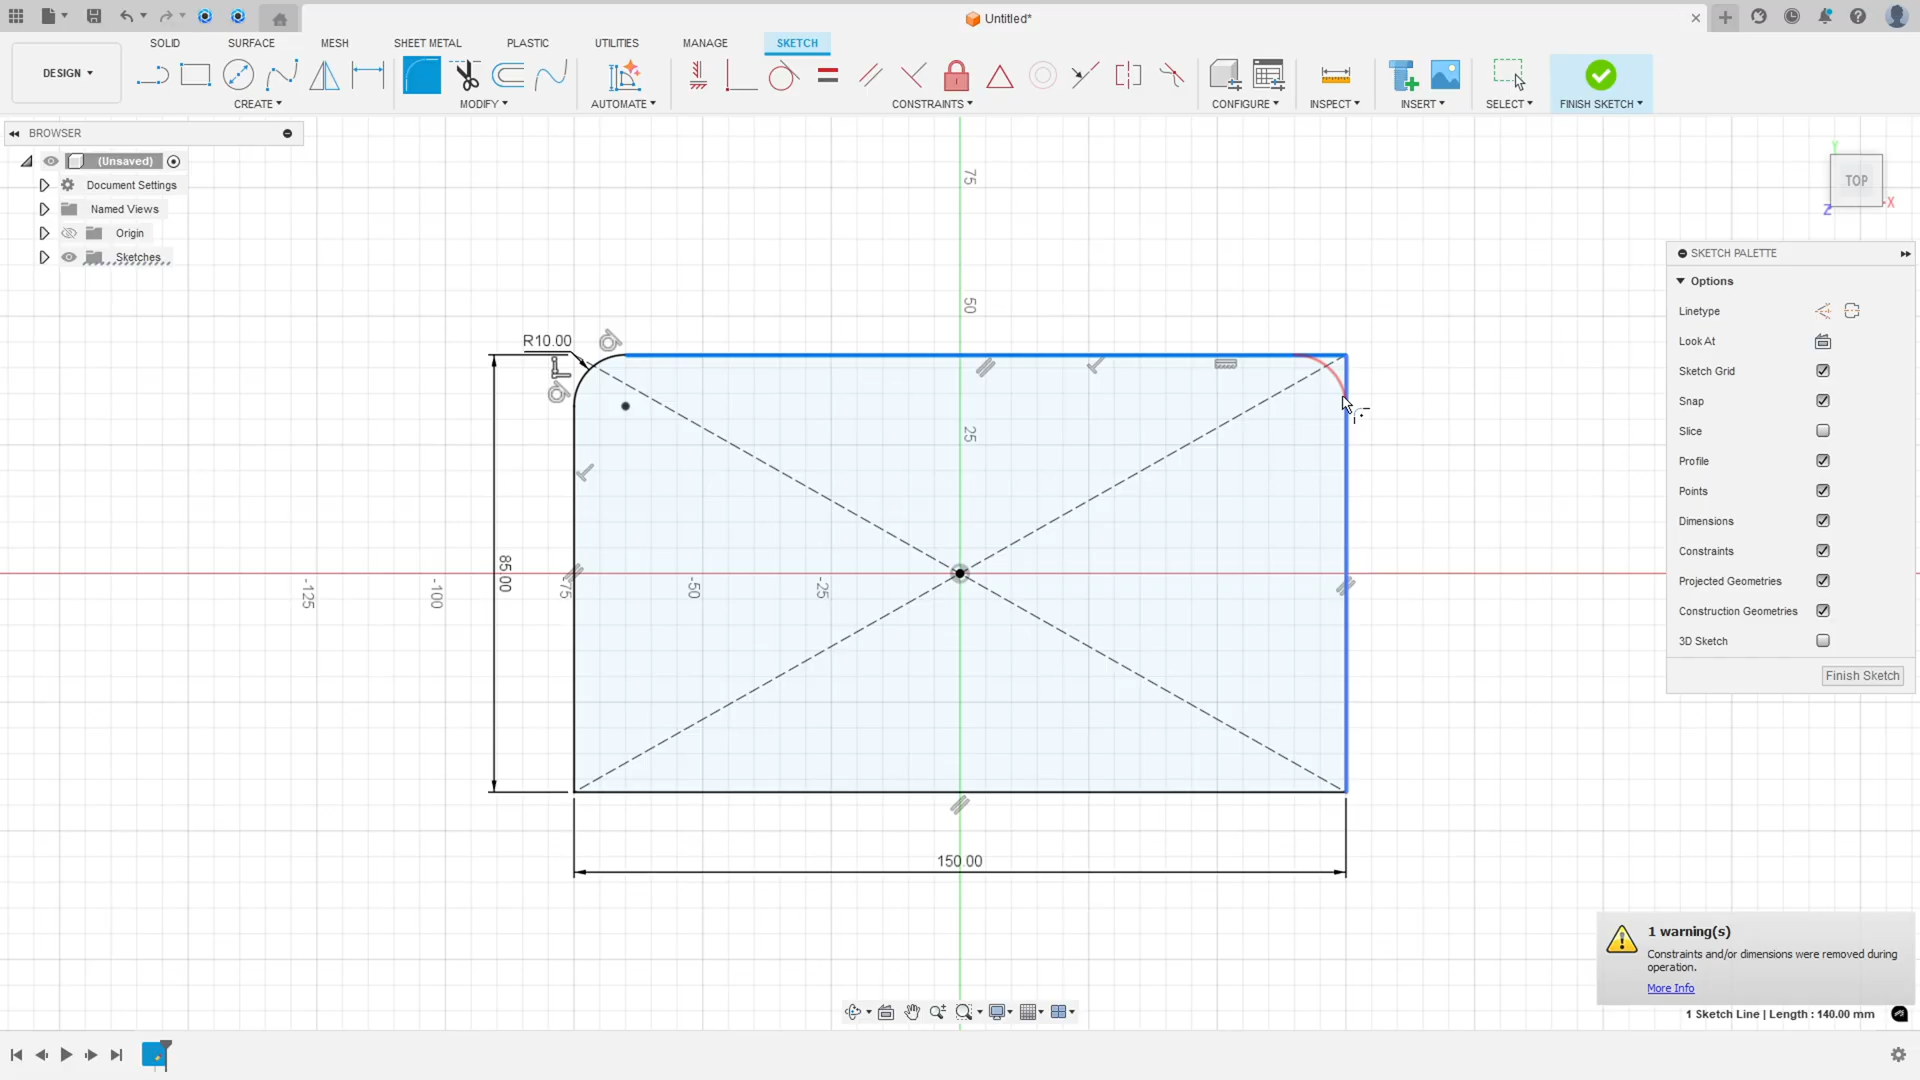 Untitled*
SOLID
SURFACE
MESH
SHEET METAL
PLASTIC
UTILITIES
MANAGE
SKETCH
DESIGN
CREATE
MODIFY
AUTOMATE
CONSTRAINTS
CONFIGURE
INSPECT
INSERT
SELECT
FINISH SKETCH
BROWSER
(Unsaved)
Document Settings
Named Views
Origin
Sketches
75
50
25
R10.00
85.00
-125
-100
-75
-50
-25
150.00
Y
TOP
X
Z
SKETCH PALETTE
Options
Linetype
Look At
Sketch Grid
Snap
Slice
Profile
Points
Dimensions
Constraints
Projected Geometries
Construction Geometries
3D Sketch
Finish Sketch
1 warning(s)
Constraints and/or dimensions were removed during
operation.
More Info
1 Sketch Line | Length : 140.00 mm